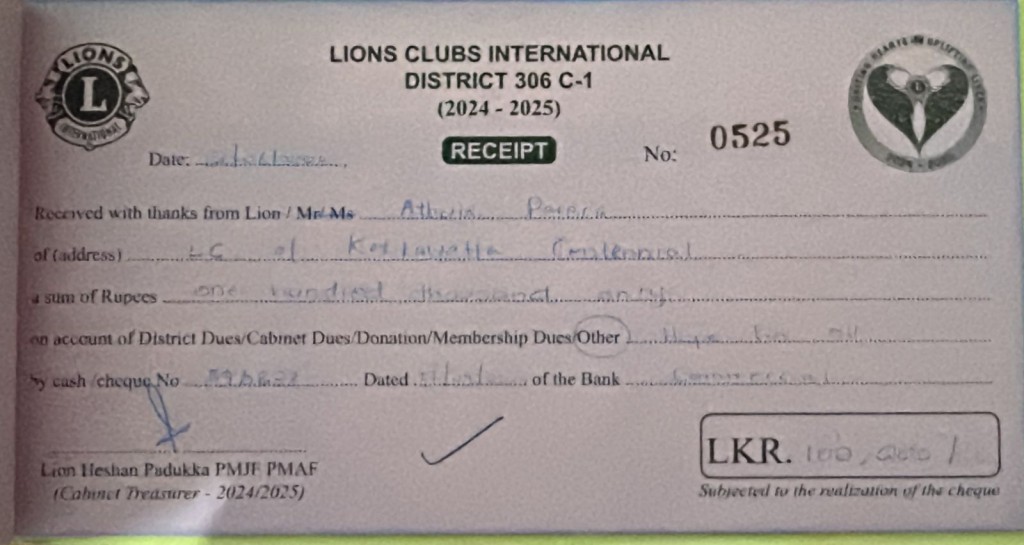 LIONS CLUBS INTERNATIONAL
DISTRICT 306 C-1
(2024 - 2025)
LIONS
L
INTERNATIONAL
Date:
RECEIPT
No: 0525
Received with thanks from Lion / Mr/ Ms
of (address) LC of Centennial
a sum of Rupees one hundred thousand only
on account of District Dues/Cabinet Dues/Donation/Membership Dues/Other
by cash /cheque No Dated of the Bank Commercial
Lion Heshan Padukka PMJF PMAF
(Cabinet Treasurer - 2024/2025)
LKR. 100,000/
Subjected to the realization of the cheque